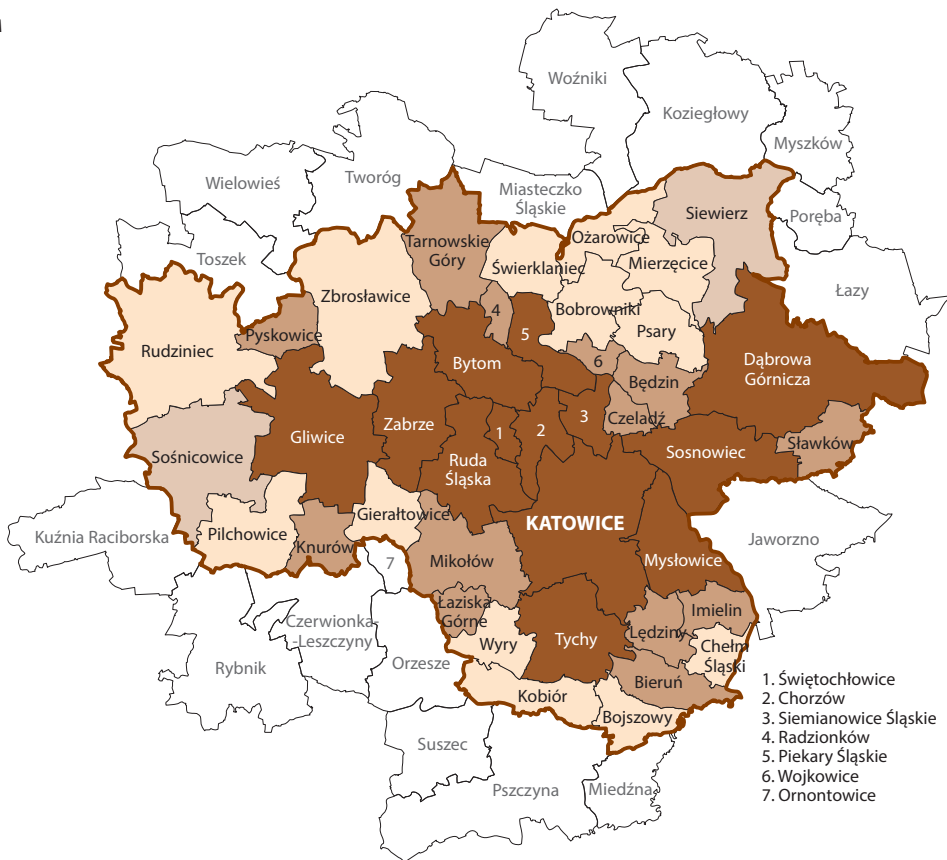 Woźniki
Koziegłowy
Myszków
Wielowieś
Tworóg
Miasteczko
Śląskie
Siewierz
Poręba
Toszek
Tarnowskie
Góry
Ożarowice
Świerklaniec
Mierzęcice
Łazy
Zbrosławice
4
Bobrowniki
Psary
5
Pyskowice
Rudziniec
Bytom
6
Będzin
Dąbrowa
Górnicza
Czeladź
Gliwice
Zabrze
1
2
3
Sosnowiec
Sławków
Sośnicowice
Ruda
Śląska
Kuźnia Raciborska
Pilchowice
Gierałtowice
KATOWICE
Knurów
7
Mikołów
Mysłowice
Jaworzno
Łaziska
Górne
Imielin
Czerwionka-
-Leszczyny
Wyry
Tychy
Lędziny
Chełm
Śląski
Rybnik
Orzesze
Kobiór
Bieruń
Bojszowy
Suszec
Pszczyna
Miedźna
1. Świętochłowice
2. Chorzów
3. Siemianowice Śląskie
4. Radzionków
5. Piekary Śląskie
6. Wojkowice
7. Ornontowice